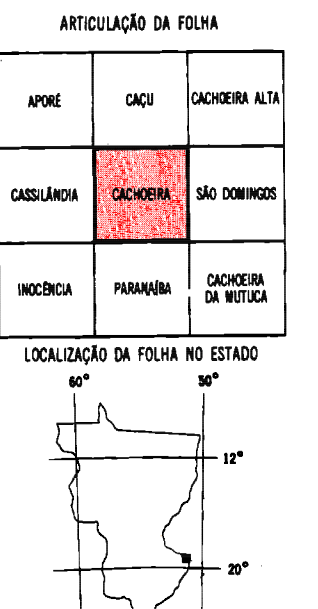 ARTICULAÇÃO DA FOLHA
APORÉ CAÇU CACHOEIRA ALTA
CASSILÂNDIA CACHOEIRA SÃO DOMINGOS
INOCÊNCIA PARANAÍBA CACHOEIRA DA MUTUCA
LOCALIZAÇÃO DA FOLHA NO ESTADO
60° 50°
12°
20°